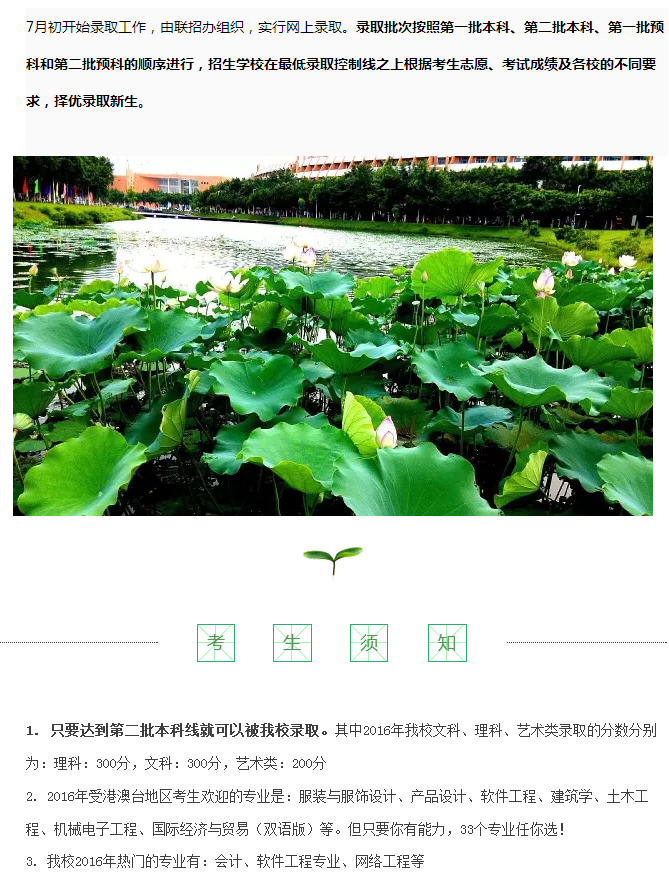 7月初开始录取工作，由联招办组织，实行网上录取。录取批次按照第一批本科、第二批本科、第一批预
科和第二批预科的顺序进行，招生学校在最低录取控制线之上根据考生志愿、考试成绩及各校的不同要
求，择优录取新生。
考生须知
1. 只要达到第二批本科线就可以被我校录取。其中2016年我校文科、理科、艺术类录取的分数分别
为：理科：300分，文科：300分，艺术类：200分
2. 2016年受港澳台地区考生欢迎的专业是：服装与服饰设计、产品设计、软件工程、建筑学、土木工
程、机械电子工程、国际经济与贸易（双语版）等。但只要你有能力，33个专业任你选！
3. 我校2016年热门的专业有：会计、软件工程专业、网络工程等